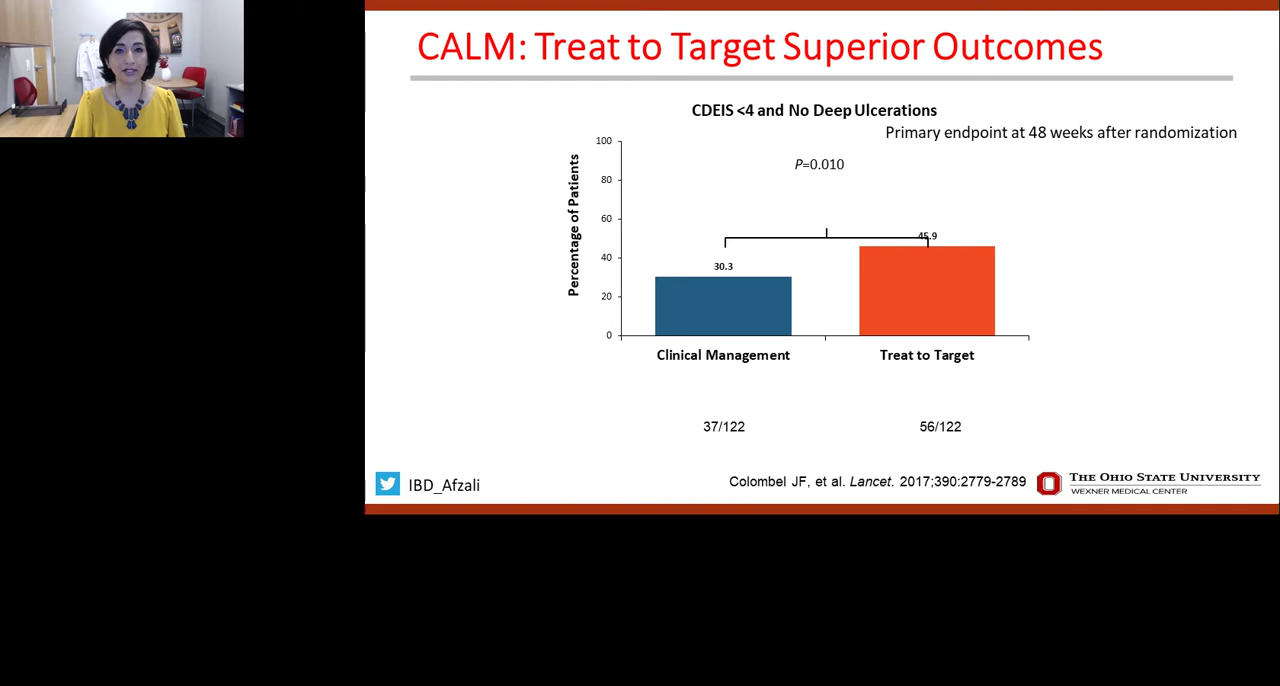 CALM: Treat to Target Superior Outcomes
CDEIS <4 and No Deep Ulcerations
Primary endpoint at 48 weeks after randomization
P=0.010
Percentage of Patients
100
80
60
40
20
0
30.3
45.9
Clinical Management
Treat to Target
37/122
56/122
IBD_Afzali
Colombel JF, et al. Lancet. 2017;390:2779-2789
THE OHIO STATE UNIVERSITY
WEXNER MEDICAL CENTER